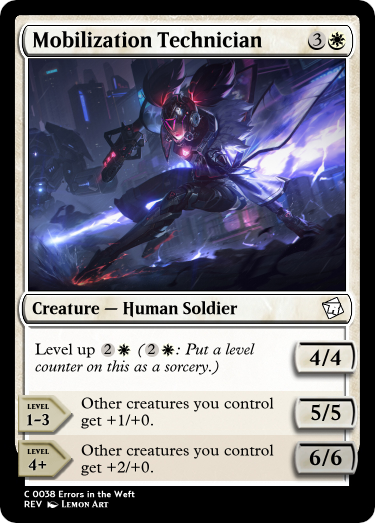 Mobilization Technician 3
Creature — Human Soldier
Level up 2 (2: Put a level
counter on this as a sorcery.)
4/4
LEVEL
1-3
Other creatures you control
get +1/+0.
5/5
LEVEL
4+
Other creatures you control
get +2/+0.
6/6
C 0038 Errors in the Weft
REV Lemon Art